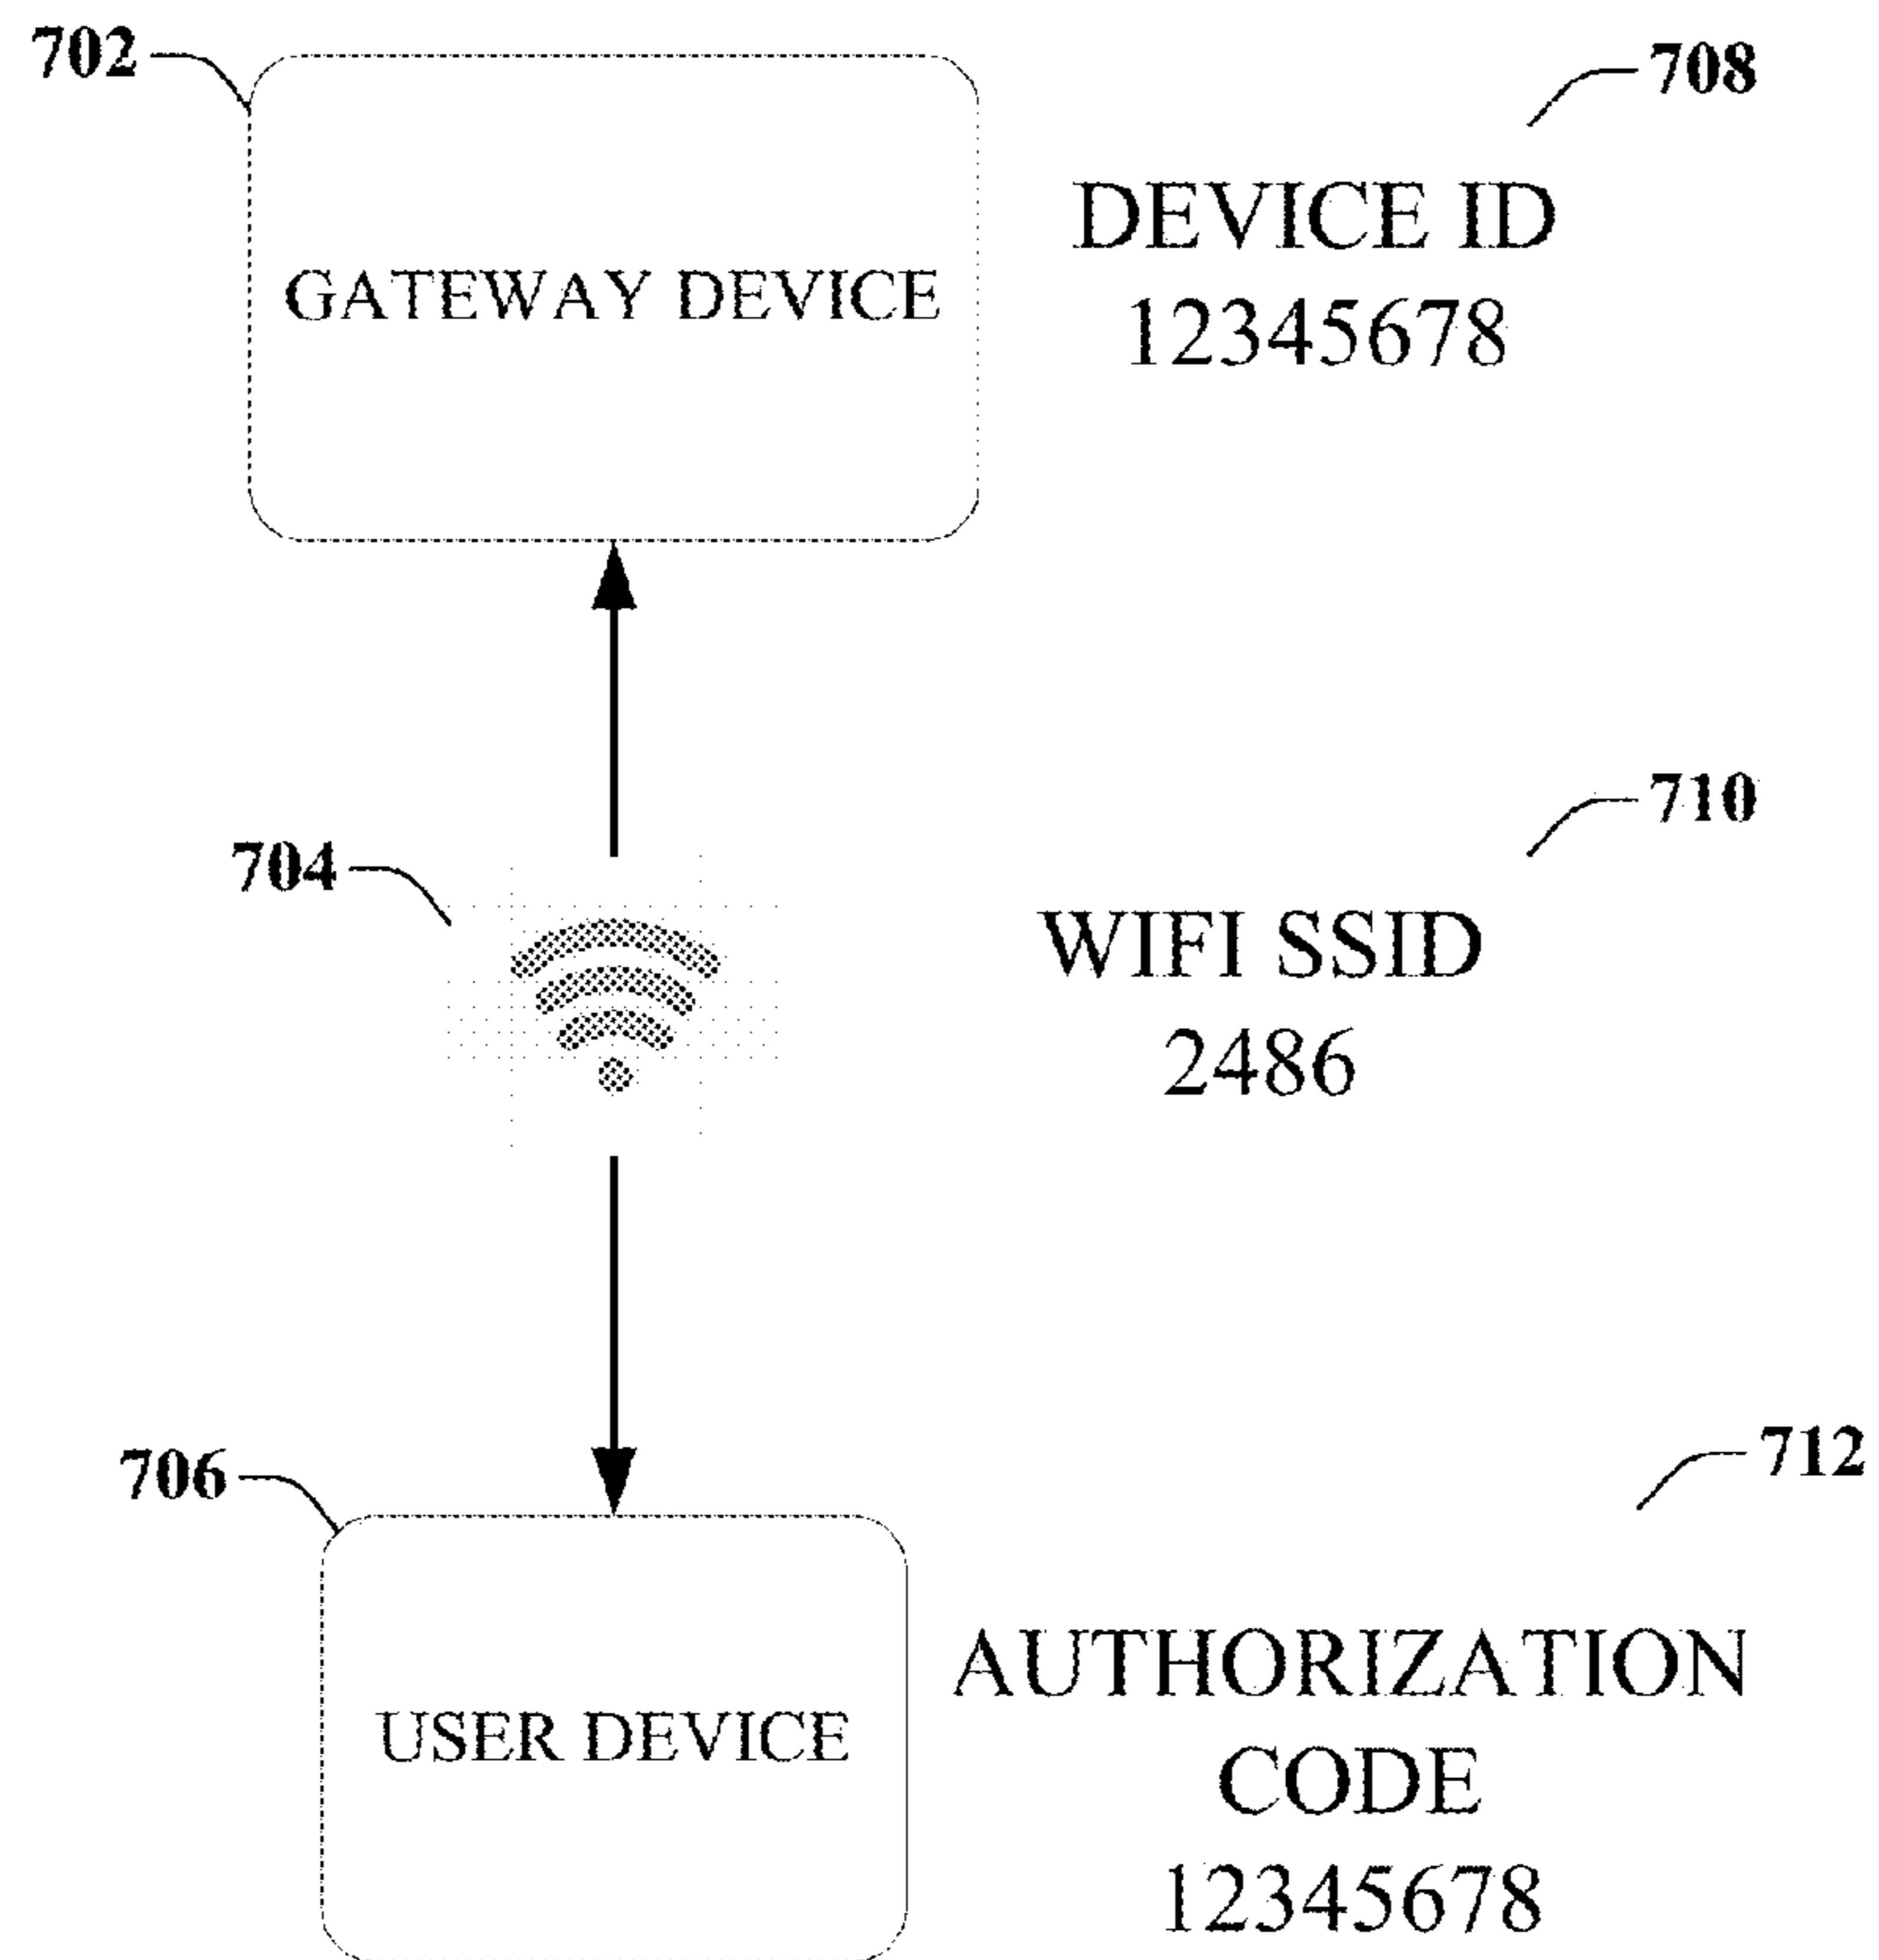 702
708
GATEWAY DEVICE
DEVICE ID
12345678
704
710
WIFI SSID
2486
706
712
USER DEVICE
AUTHORIZATION
CODE
12345678